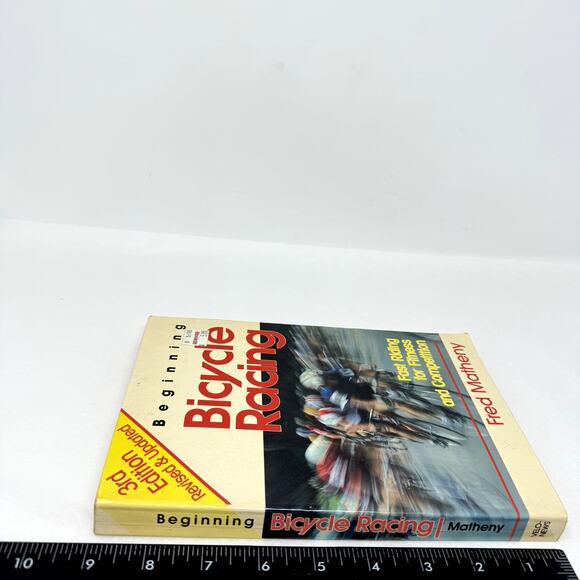 Beginning
Bicycle
Racing
3rd
Edition
Revised & Updated
Fast Riding
for Fitness
and Competition
Fred Matheny
Beginning Bicycle Racing Matheny
VELO-
NEWS
10 9 8 7 6 5 4 3 2 1